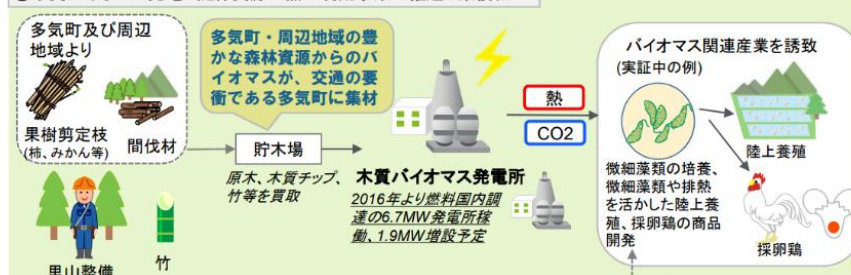 多気町及び周辺
地域より
果樹剪定枝
(柿、みかん等)
間伐材
里山整備
竹
多気町・周辺地域の豊
かな森林資源からのバ
イオマスが、交通の要
衝である多気町に集材
貯木場
原木、木質チップ、
竹等を買取
木質バイオマス発電所
2016年より燃料国内調
達の6.7MW発電所稼
働、1.9MW増設予定
熱
CO2
バイオマス関連産業を誘致
(実証中の例)
微細藻類の培養、
微細藻類や排熱
を活かした陸上養
殖、採卵鶏の商品
開発
陸上養殖
採卵鶏